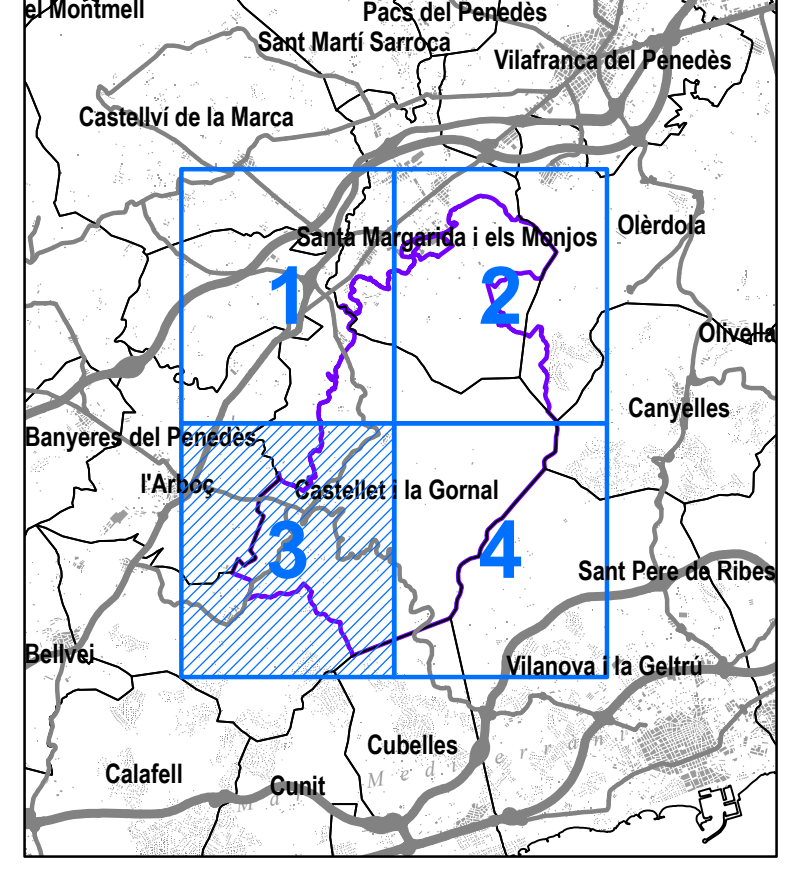 el Montmell
Pacs del Penedès
Sant Martí Sarroca
Vilafranca del Penedès
Castellví de la Marca
Santa Margarida i els Monjos
Olèrdola
1
2
Olivella
Canyelles
Banyeres del Penedès
l'Arboç
Castellet i la Gornal
3
4
Sant Pere de Ribes
Bellvei
Vilanova i la Geltrú
Cubelles
Calafell
Cunit
Mar Mediterrani